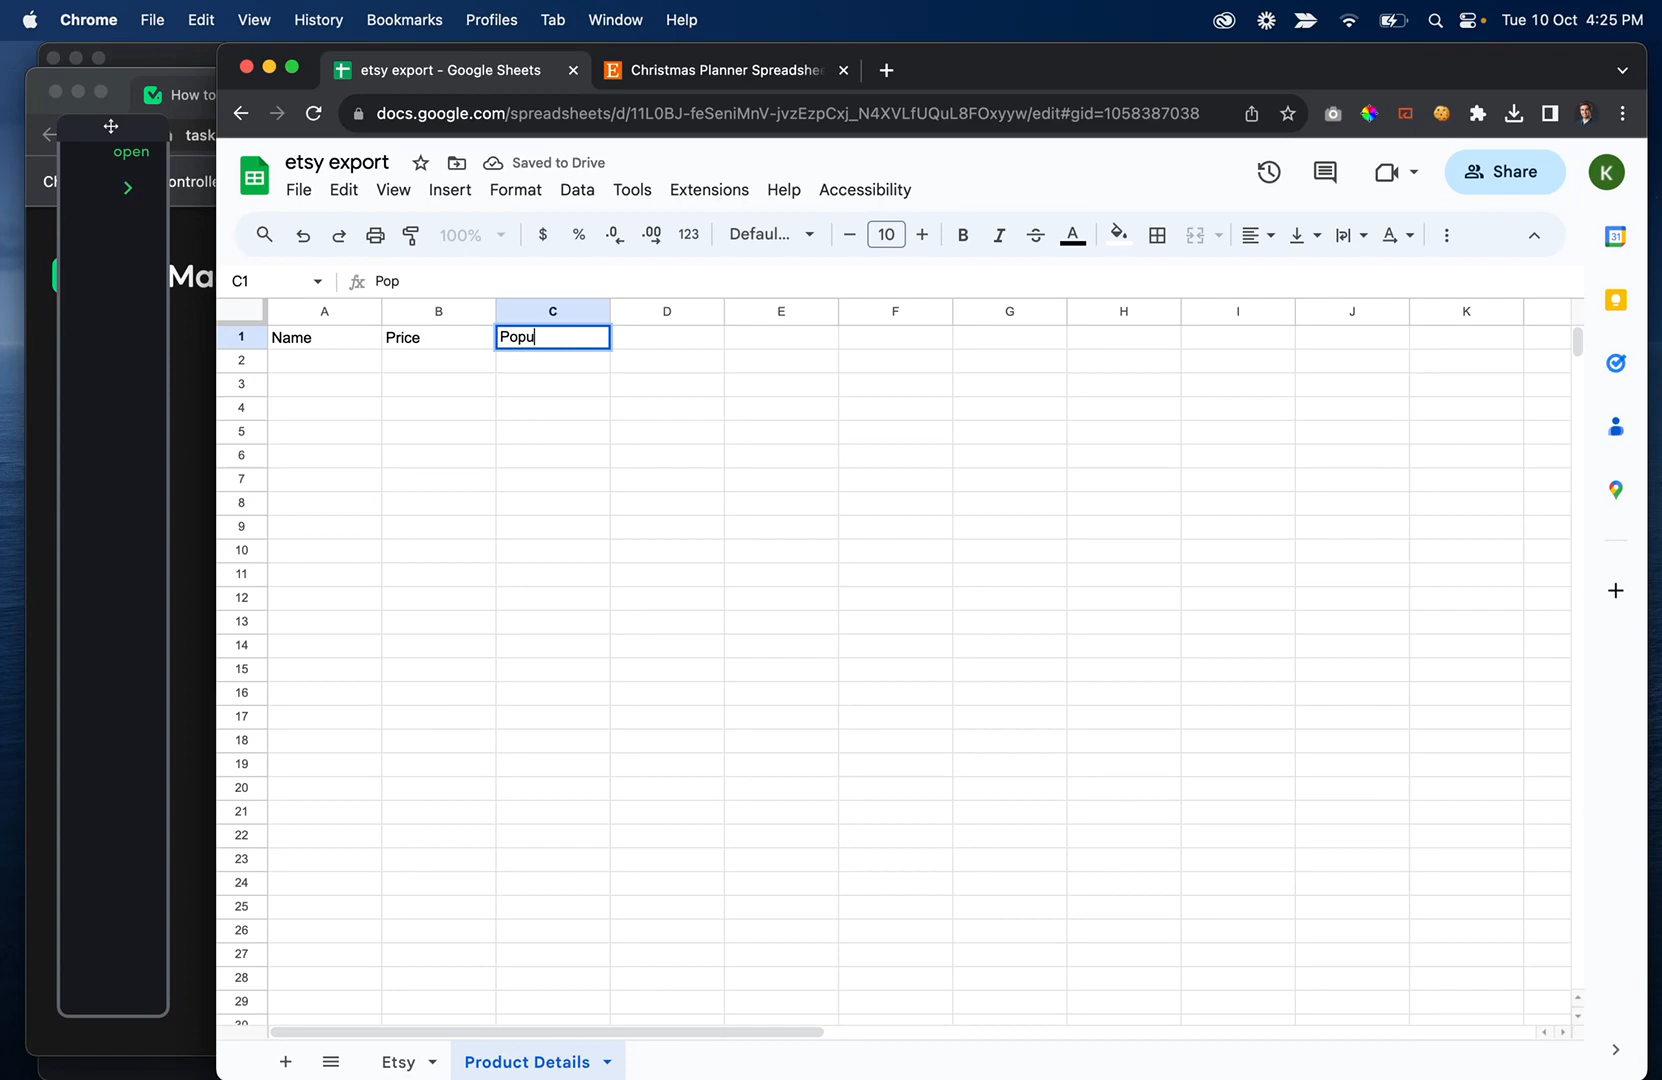 Chrome File Edit View History Bookmarks Profiles Tab Window Help Tue 10 Oct 4:25 PM
How to
etsy export - Google Sheets
Christmas Planner Spreadshe
task
docs.google.com/spreadsheets/d/11L0BJ-feSeniMnV-jvzEzpCxj_N4XVLfUQuL8FOxyyw/edit#gid=1058387038
open
etsy export Saved to Drive
Share
K
Ch
ontrolle
File Edit View Insert Format Data Tools Extensions Help Accessibility
100% $ % .0 .00 123 Defaul... 10 B I A
31
Ma
C1 fx Pop
A B C D E F G H I J K
1 Name Price Popu
2
3
4
5
6
7
8
9
10
11
12
13
14
15
16
17
18
19
20
21
22
23
24
25
26
27
28
29
30
Etsy Product Details